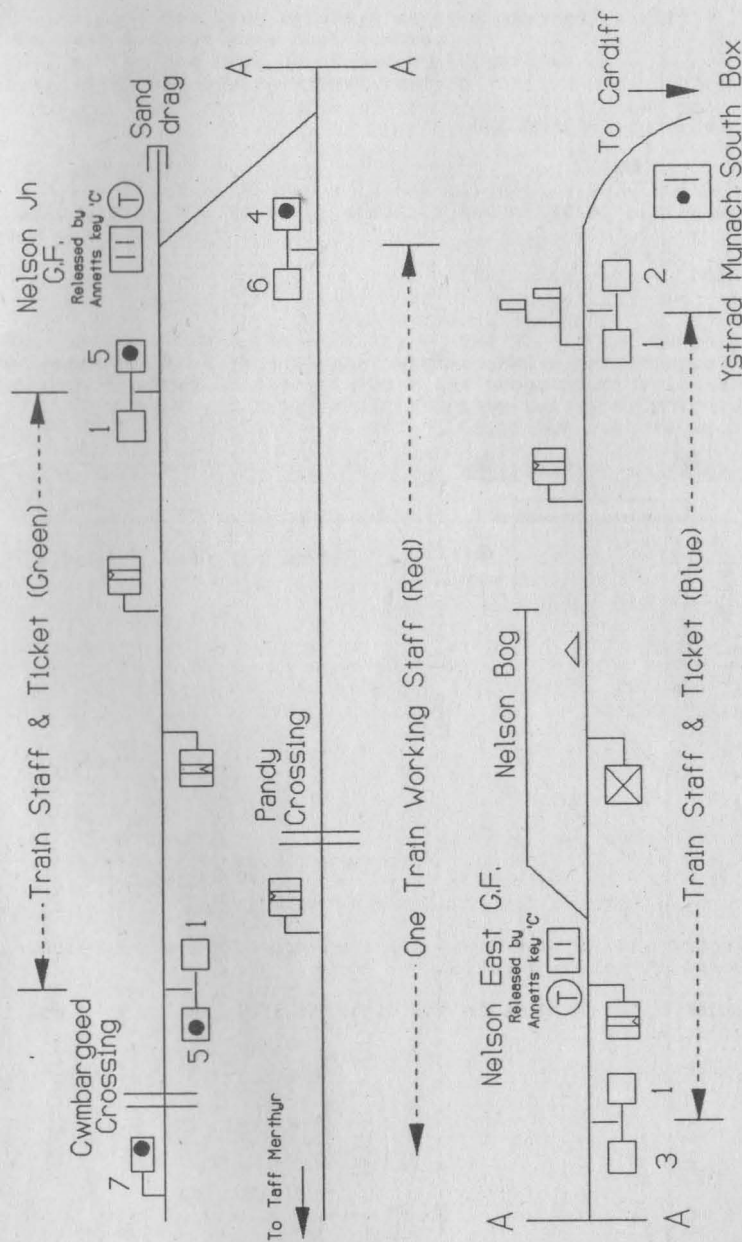 Cwmbargoed
Crossing
Train Staff & Ticket (Green)
Nelson Jn
G.F.
Released by
Annetts key 'C'
T
Sand
drag
7
5
1
1
5
To Taff Merthyr
Pandy
Crossing
One Train Working Staff (Red)
6
4
A
A
A
A
3
1
Nelson East G.F.
Released by
Annetts key 'C'
T
Nelson Bog
Train Staff & Ticket (Blue)
1
2
To Cardiff
Ystrad Munach South Box